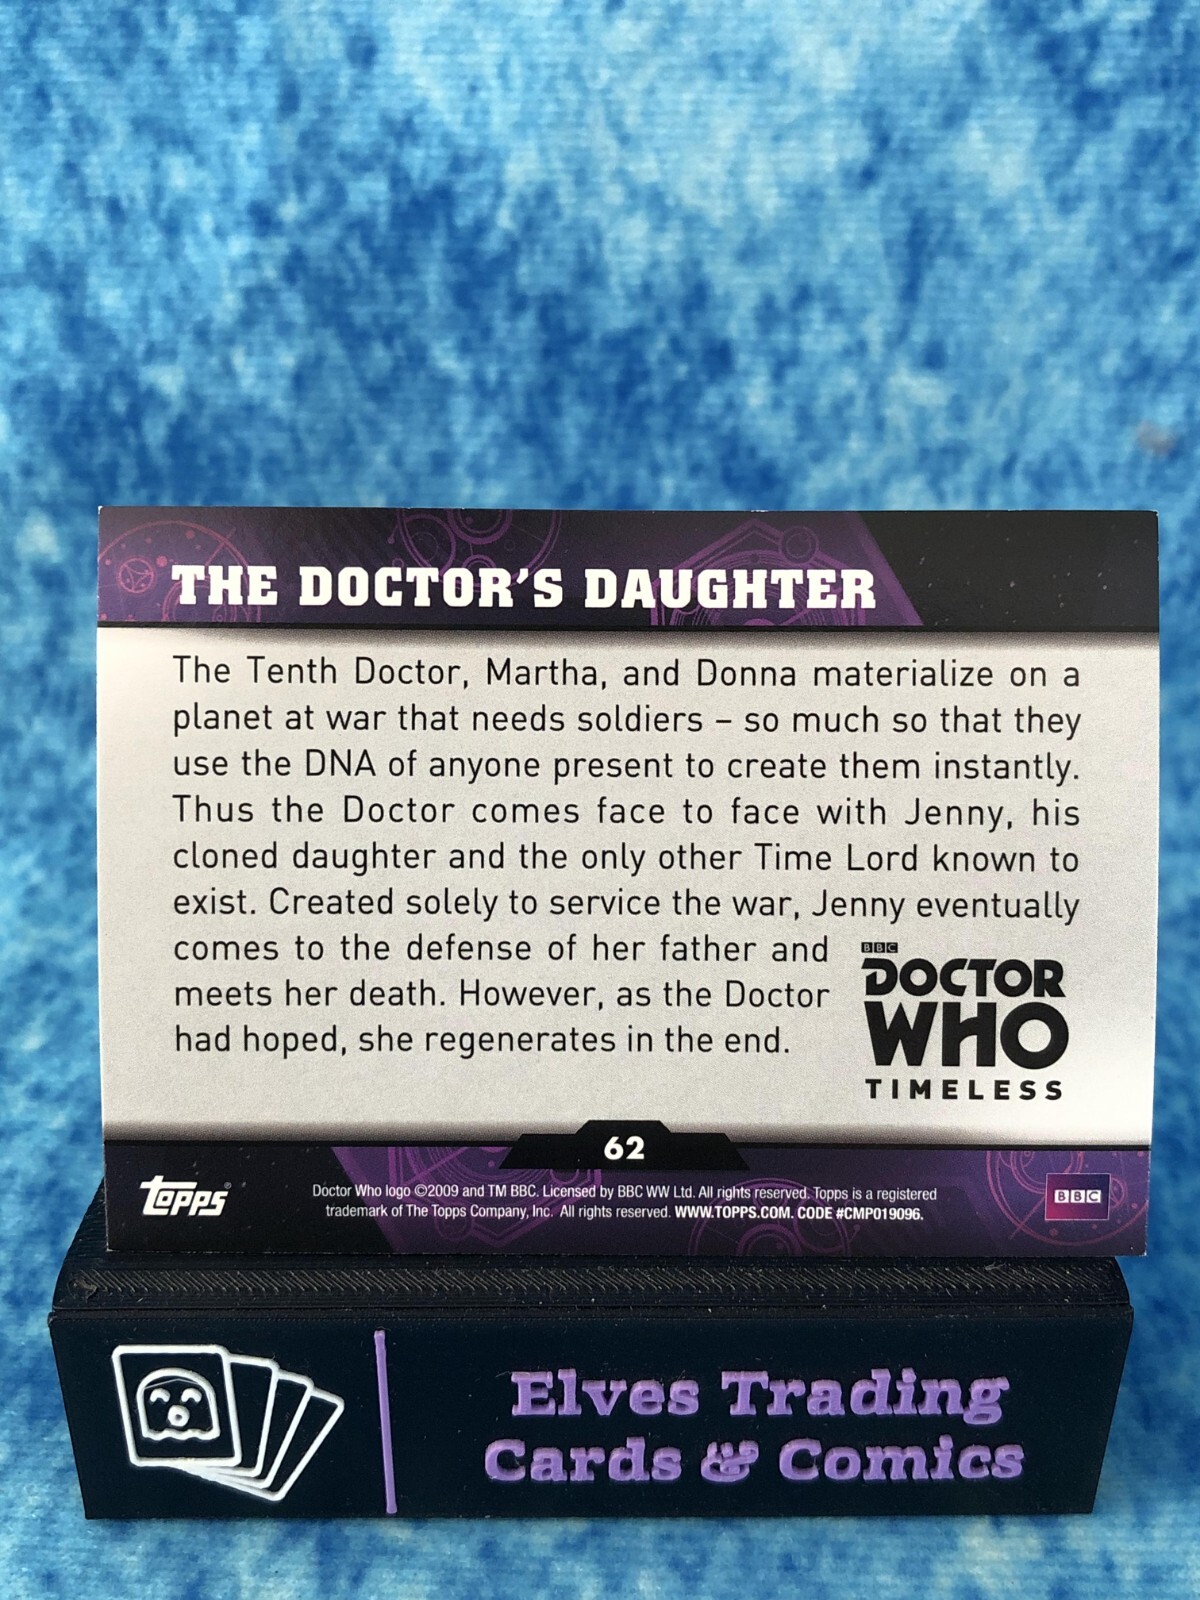 THE DOCTOR'S DAUGHTER
The Tenth Doctor, Martha, and Donna materialize on a
planet at war that needs soldiers – so much so that they
use the DNA of anyone present to create them instantly.
Thus the Doctor comes face to face with Jenny, his
cloned daughter and the only other Time Lord known to
exist. Created solely to service the war, Jenny eventually
comes to the defense of her father and
meets her death. However, as the Doctor
had hoped, she regenerates in the end.
BBC
DOCTOR
WHO
TIMELESS
62
topps®
Doctor Who logo ©2009 and TM BBC. Licensed by BBC WW Ltd. All rights reserved. Topps is a registered
trademark of The Topps Company, Inc. All rights reserved. WWW.TOPPS.COM. CODE #CMP019096.
BBC
Elves Trading
Cards & Comics